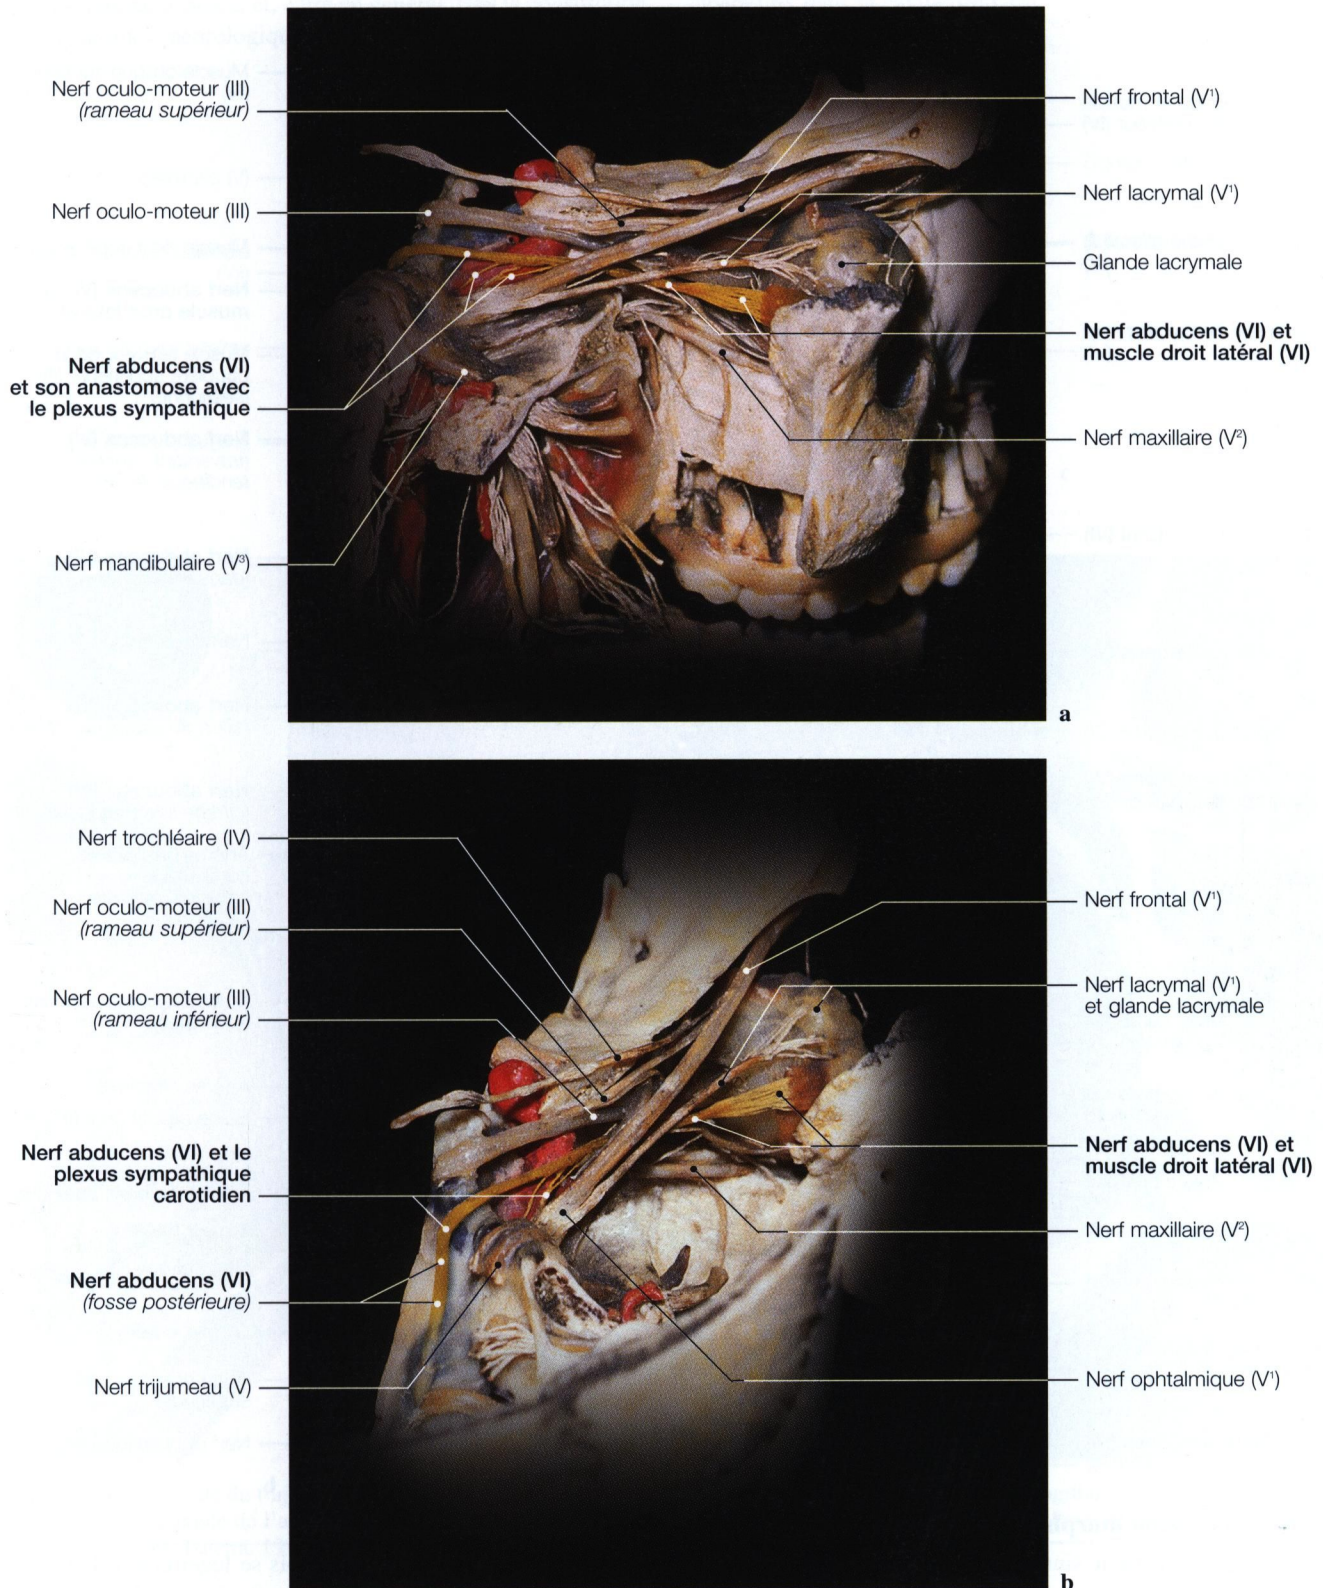 Nerf oculo-moteur (III)
(rameau supérieur)
Nerf oculo-moteur (III)
Nerf abducens (VI)
et son anastomose avec
le plexus sympathique
Nerf mandibulaire (V³)
Nerf frontal (V¹)
Nerf lacrymal (V¹)
Glande lacrymale
Nerf abducens (VI) et
muscle droit latéral (VI)
Nerf maxillaire (V²)
a
Nerf trochléaire (IV)
Nerf oculo-moteur (III)
(rameau supérieur)
Nerf oculo-moteur (III)
(rameau inférieur)
Nerf abducens (VI) et le
plexus sympathique
carotidien
Nerf abducens (VI)
(fosse postérieure)
Nerf trijumeau (V)
Nerf frontal (V¹)
Nerf lacrymal (V¹)
et glande lacrymale
Nerf abducens (VI) et
muscle droit latéral (VI)
Nerf maxillaire (V²)
Nerf ophtalmique (V¹)
b